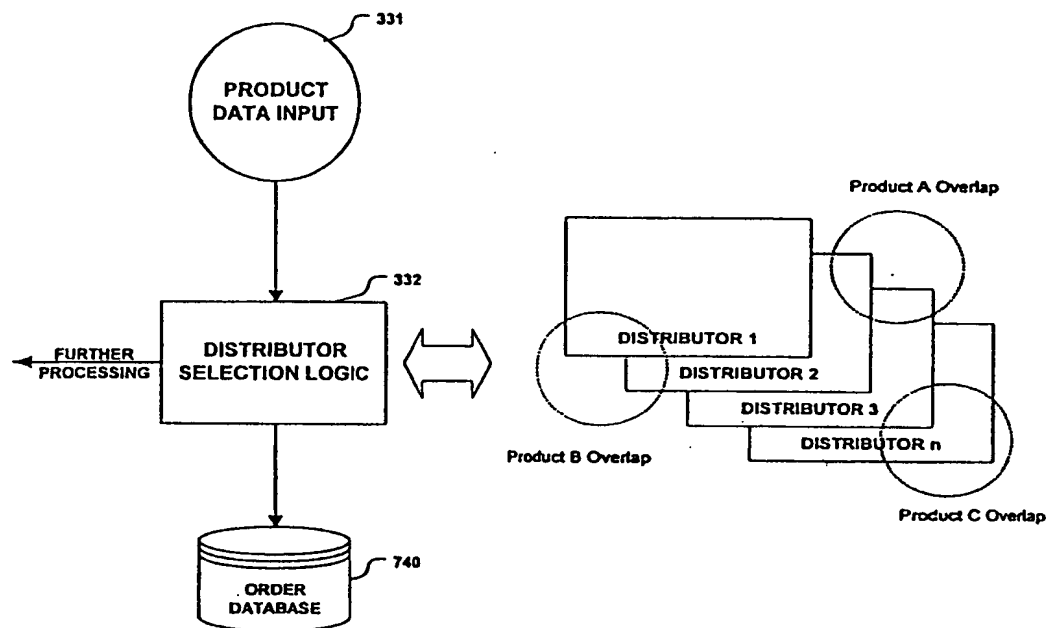 331
PRODUCT
DATA INPUT
Product A Overlap
332
DISTRIBUTOR
SELECTION LOGIC
FURTHER
PROCESSING
DISTRIBUTOR 1
DISTRIBUTOR 2
DISTRIBUTOR 3
DISTRIBUTOR n
Product B Overlap
Product C Overlap
740
ORDER
DATABASE